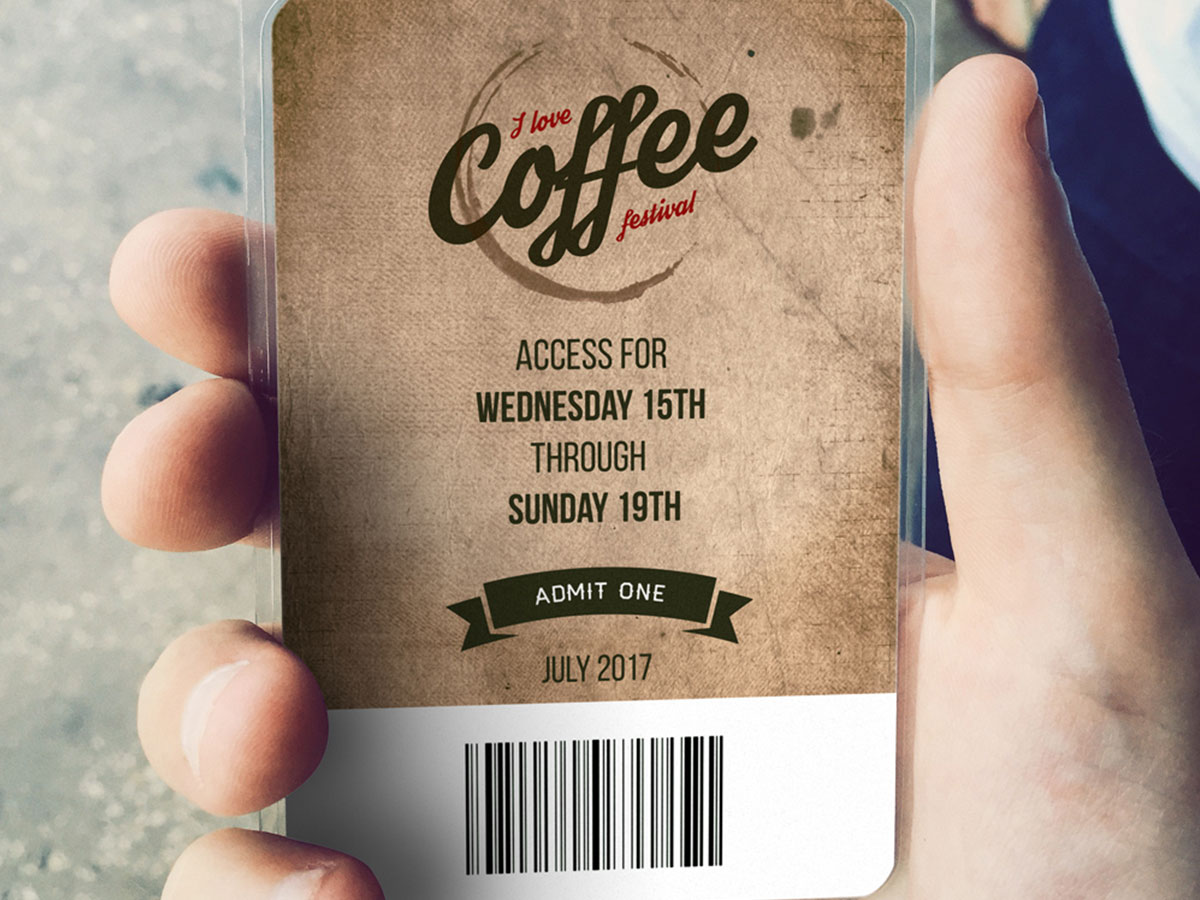 I love
Coffee
festival
ACCESS FOR
WEDNESDAY 15TH
THROUGH
SUNDAY 19TH
ADMIT ONE
JULY 2017